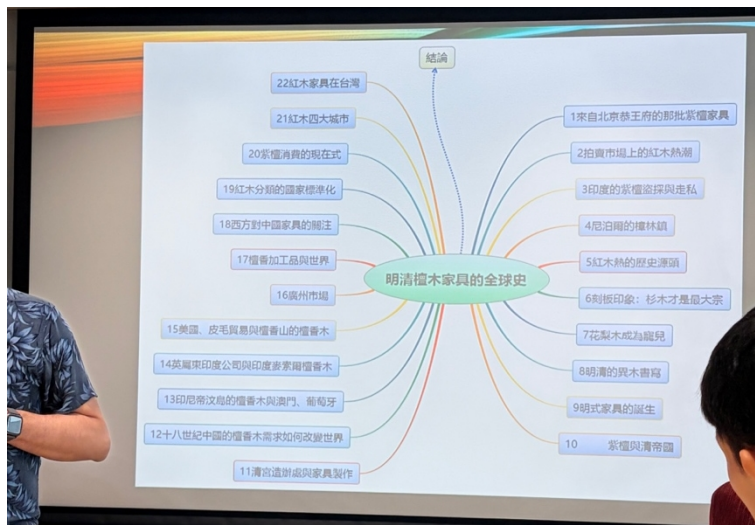 結論
明清檀木家具的全球史
1來自北京恭王府的那批紫檀家具
2拍賣市場上的紅木熱潮
3印度的紫檀盜採與走私
4尼泊爾的樟林鎮
5紅木熱的歷史源頭
6刻板印象：杉木才是最大宗
7花梨木成為寵兒
8明清的異木書寫
9明式家具的誕生
10 紫檀與清帝國
11清宮造辦處與家具製作
12十八世紀中國的檀香木需求如何改變世界
13印尼帝汶島的檀香木與澳門、葡萄牙
14英屬東印度公司與印度麥索爾檀香木
15美國、皮毛貿易與檀香山的檀香木
16廣州市場
17檀香加工品與世界
18西方對中國家具的關注
19紅木分類的國家標準化
20紫檀消費的現在式
21紅木四大城市
22紅木家具在台灣